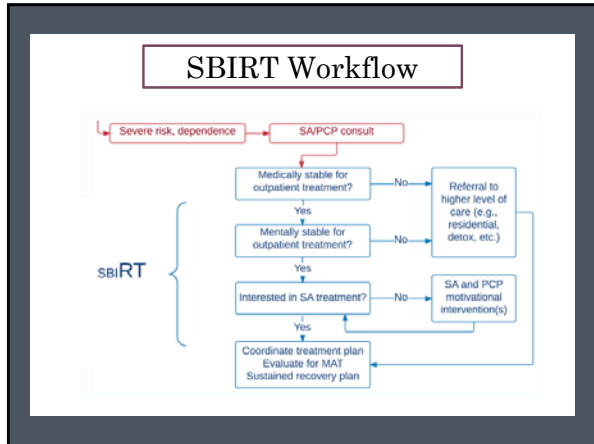 SBIRT Workflow
Severe risk, dependence
SA/PCP consult
Medically stable for
outpatient treatment?
No
Referral to
higher level of
care (e.g.,
residential,
detox, etc.)
Yes
Mentally stable for
outpatient treatment?
No
SBIRT
Yes
Interested in SA treatment?
No
SA and PCP
motivational
intervention(s)
Yes
Coordinate treatment plan
Evaluate for MAT
Sustained recovery plan